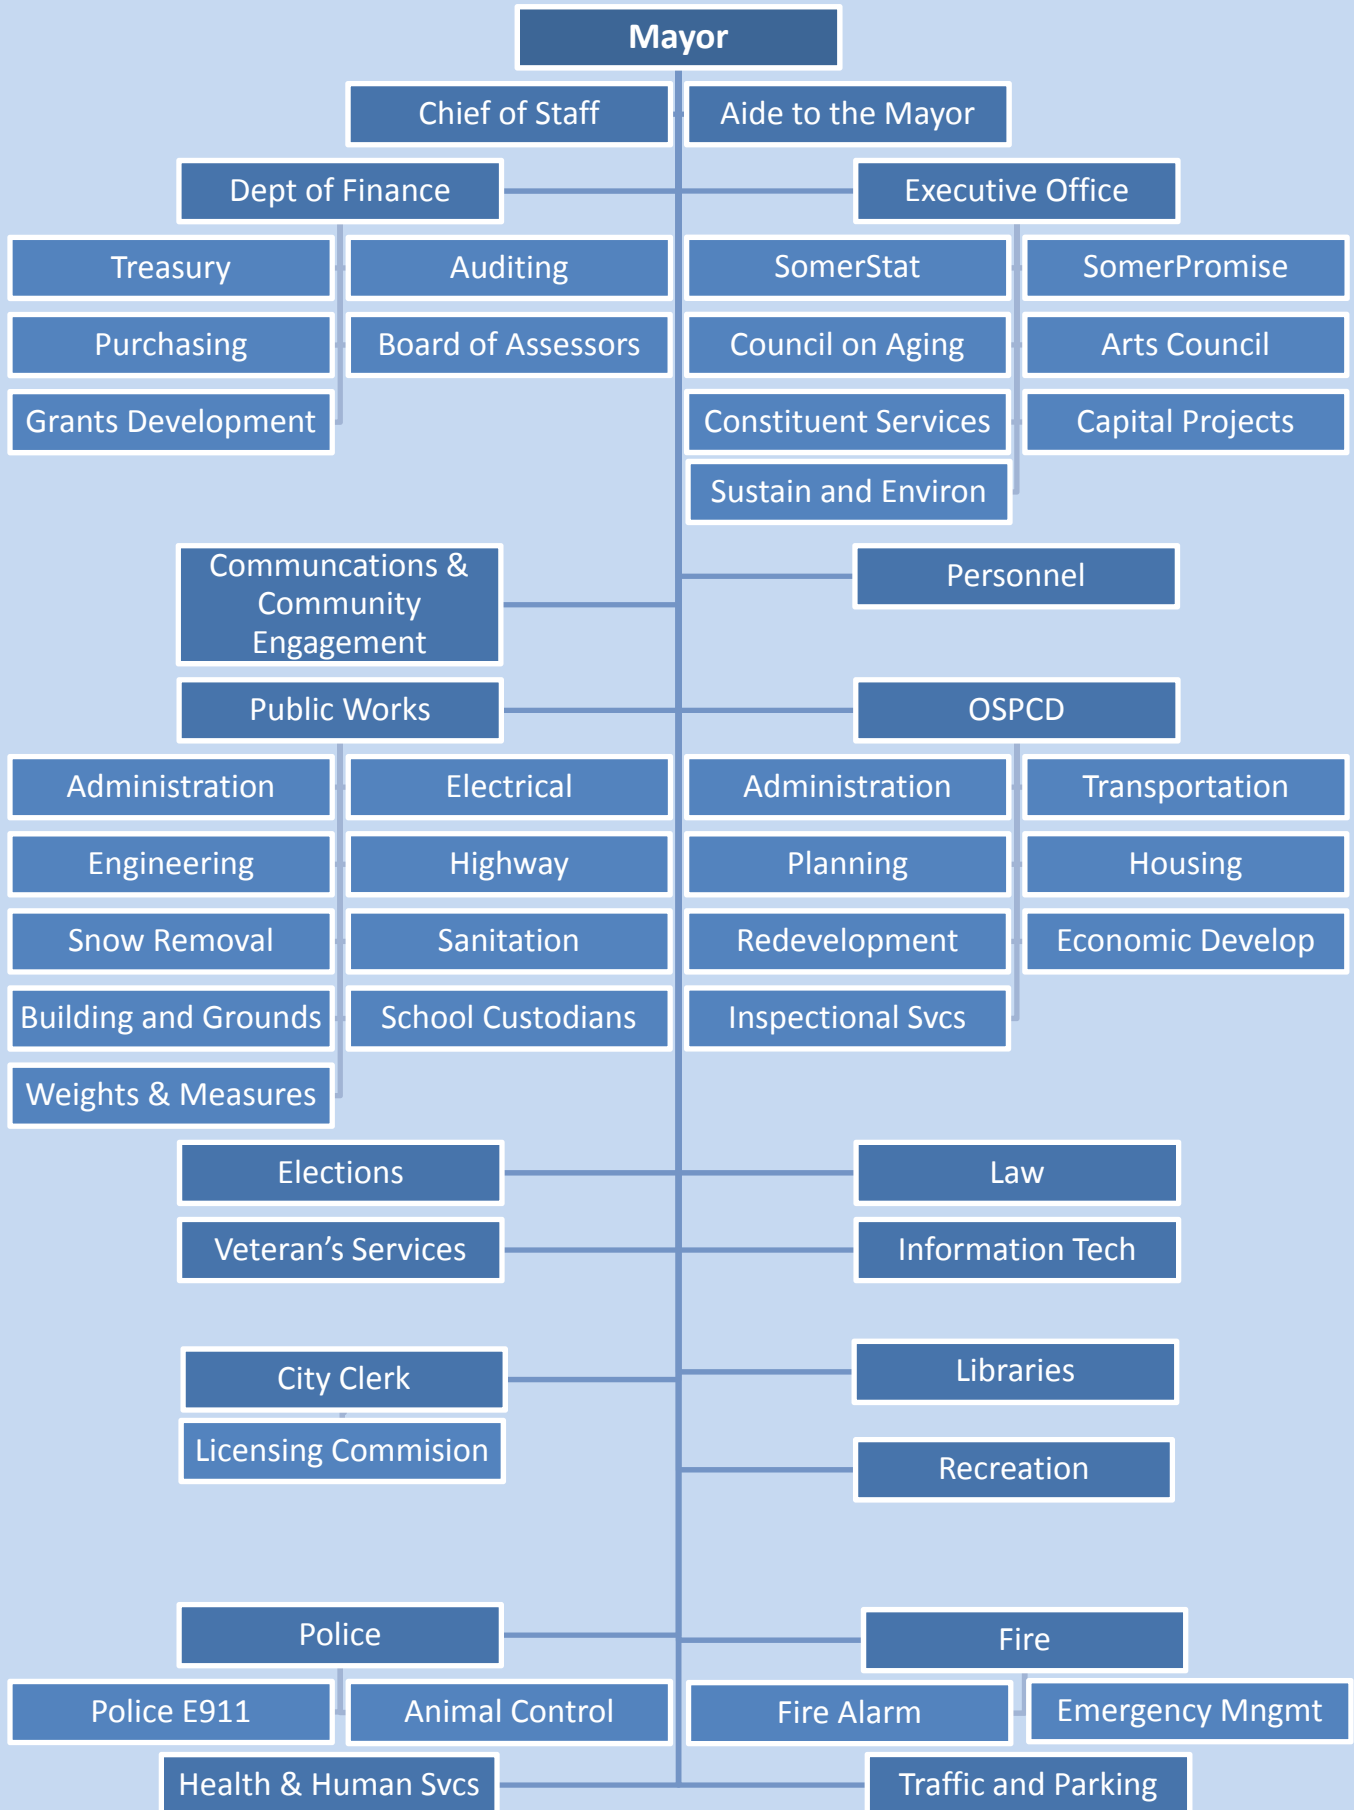 Mayor
Chief of Staff
Aide to the Mayor
Dept of Finance
Executive Office
Treasury
Auditing
SomerStat
SomerPromise
Purchasing
Board of Assessors
Council on Aging
Arts Council
Grants Development
Constituent Services
Capital Projects
Sustain and Environ
Communcations &
Community
Engagement
Personnel
Public Works
OSPCD
Administration
Electrical
Administration
Transportation
Engineering
Highway
Planning
Housing
Snow Removal
Sanitation
Redevelopment
Economic Develop
Building and Grounds
School Custodians
Inspectional Svcs
Weights & Measures
Elections
Law
Veteran’s Services
Information Tech
City Clerk
Libraries
Licensing Commision
Recreation
Police
Fire
Police E911
Animal Control
Fire Alarm
Emergency Mngmt
Health & Human Svcs
Traffic and Parking